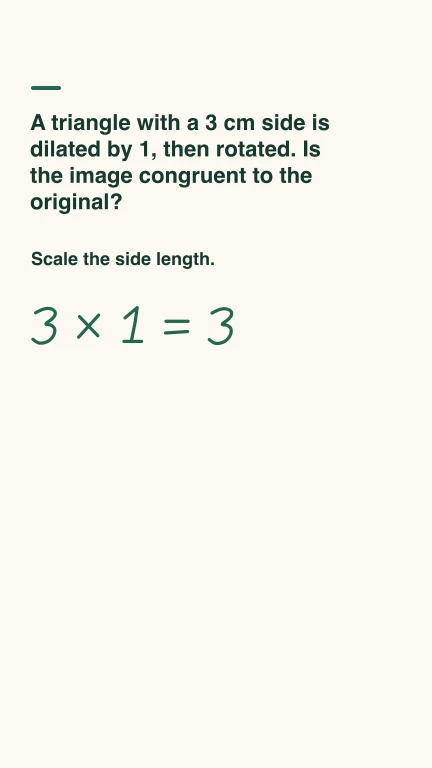 A triangle with a 3 cm side is
dilated by 1, then rotated. Is
the image congruent to the
original?
Scale the side length.
3 × 1 = 3